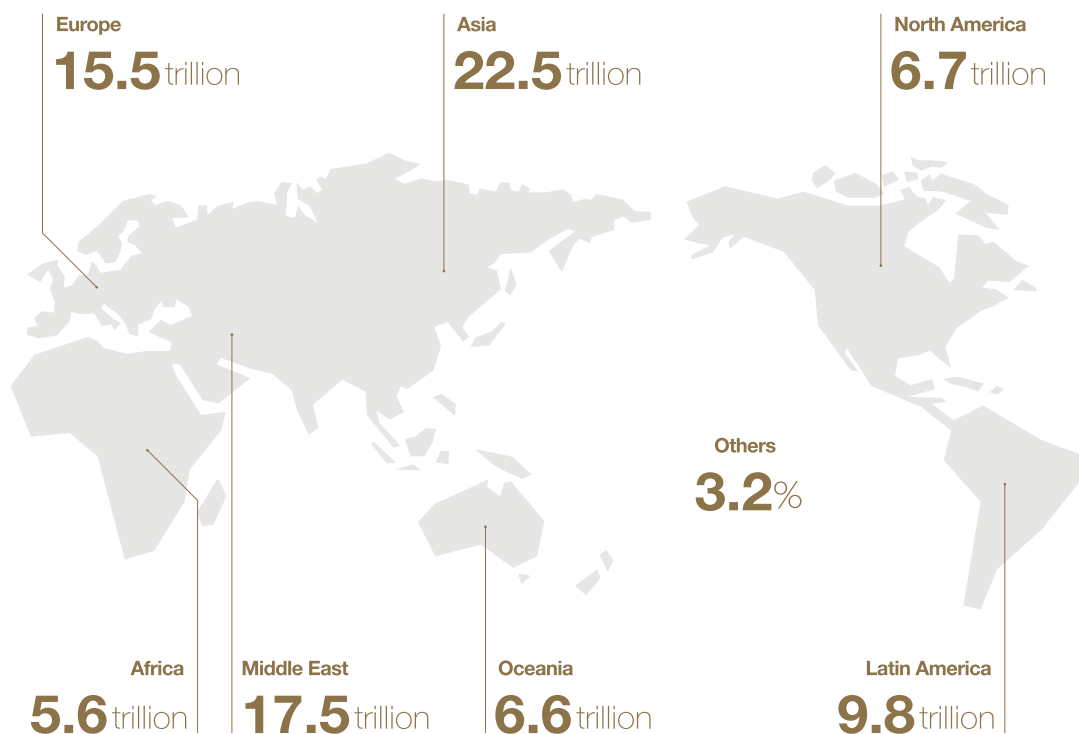 Europe
15.5 trillion
Asia
22.5 trillion
North America
6.7 trillion
Others
3.2%
Africa
5.6 trillion
Middle East
17.5 trillion
Oceania
6.6 trillion
Latin America
9.8 trillion